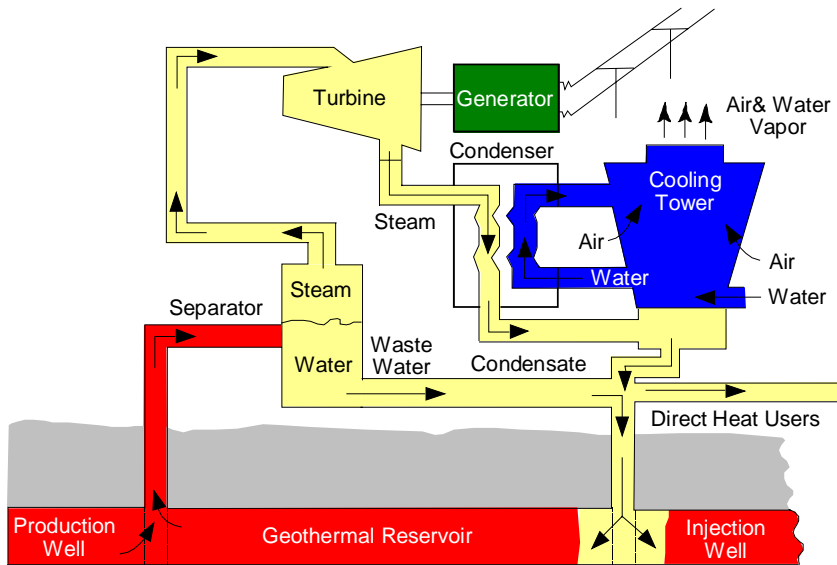 Turbine
Generator
Air& Water
Vapor
Condenser
Cooling
Tower
Steam
Air
Air
Water
Water
Steam
Separator
Water
Waste
Water
Condensate
Direct Heat Users
Production
Well
Geothermal Reservoir
Injection
Well